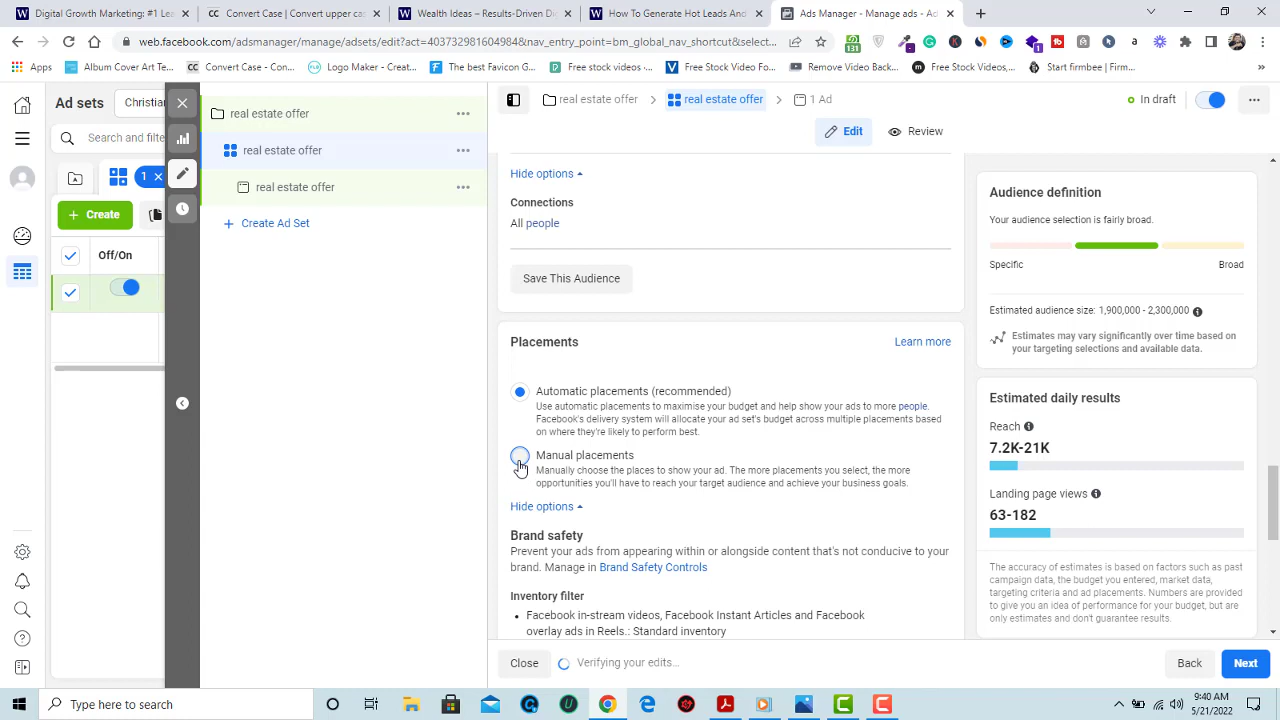 Digital Marketing: #1 Lea
Convert Case - Convert cas
Wealth Ideas – Results-Driven Di
How To Generate Hot Leads And
Ads Manager - Manage ads - Ad
web.facebook.com/adsmanager/manage/adsets/edit?act=4037329816049848&nav_entry_point=bm_global_nav_shortcut&selecte...
131
Apps
Album Cover Art Te...
Convert Case - Con...
Logo Maker - Creat...
The best Favicon G...
Free stock videos ·...
Free Stock Video Fo...
Remove Video Back...
Free Stock Videos,...
Start firmbee | Firm...
»
Ad sets
Christian
real estate offer
real estate offer
1 Ad
In draft
real estate offer
Edit
Review
Search and filte
real estate offer
1
real estate offer
Create
Create Ad Set
Off/On
Hide options
Connections
All people
Save This Audience
Placements
Learn more
Automatic placements (recommended)
Use automatic placements to maximise your budget and help show your ads to more people.
Facebook's delivery system will allocate your ad set's budget across multiple placements based
on where they're likely to perform best.
Manual placements
Manually choose the places to show your ad. The more placements you select, the more
opportunities you'll have to reach your target audience and achieve your business goals.
Hide options
Brand safety
Prevent your ads from appearing within or alongside content that's not conducive to your
brand. Manage in Brand Safety Controls
Inventory filter
• Facebook in-stream videos, Facebook Instant Articles and Facebook
overlay ads in Reels.: Standard inventory
Audience definition
Your audience selection is fairly broad.
Specific
Broad
Estimated audience size: 1,900,000 - 2,300,000
Estimates may vary significantly over time based on
your targeting selections and available data.
Estimated daily results
Reach
7.2K-21K
Landing page views
63-182
The accuracy of estimates is based on factors such as past
campaign data, the budget you entered, market data,
targeting criteria and ad placements. Numbers are provided
to give you an idea of performance for your budget, but are
only estimates and don't guarantee results.
Close
Verifying your edits...
Back
Next
Type here to search
9:40 AM
5/21/2022